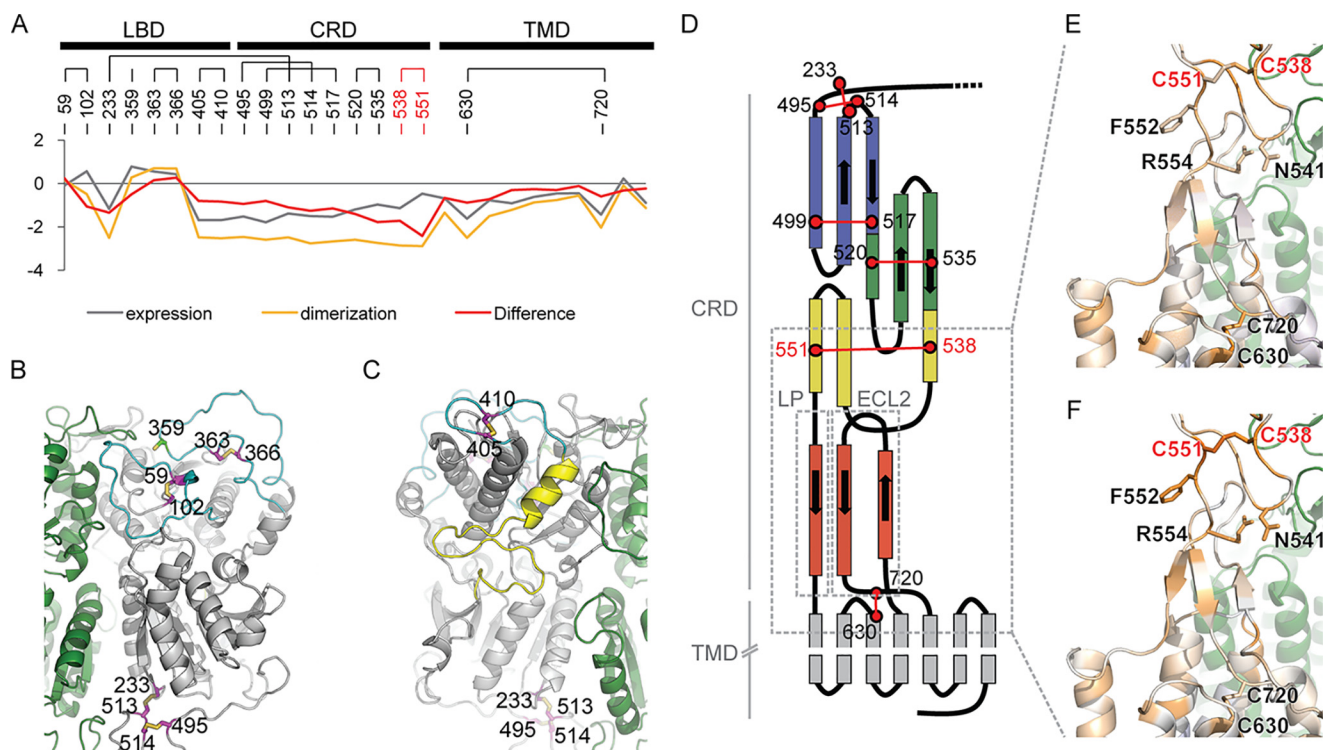 A
LBD CRD TMD
59 102 233 359 363 366 405 410 495 499 513 514 517 520 535 538 551 630 720
2
0
-2
-4
expression dimerization Difference
B
359
363
366
59
102
233
513
495
514
C
410
405
233
513
495
514
D
233
495
514
513
499
517
520
535
CRD
551
538
LP
ECL2
720
630
TMD
E
C551
C538
F552
R554
N541
C720
C630
F
C551
C538
F552
R554
N541
C720
C630